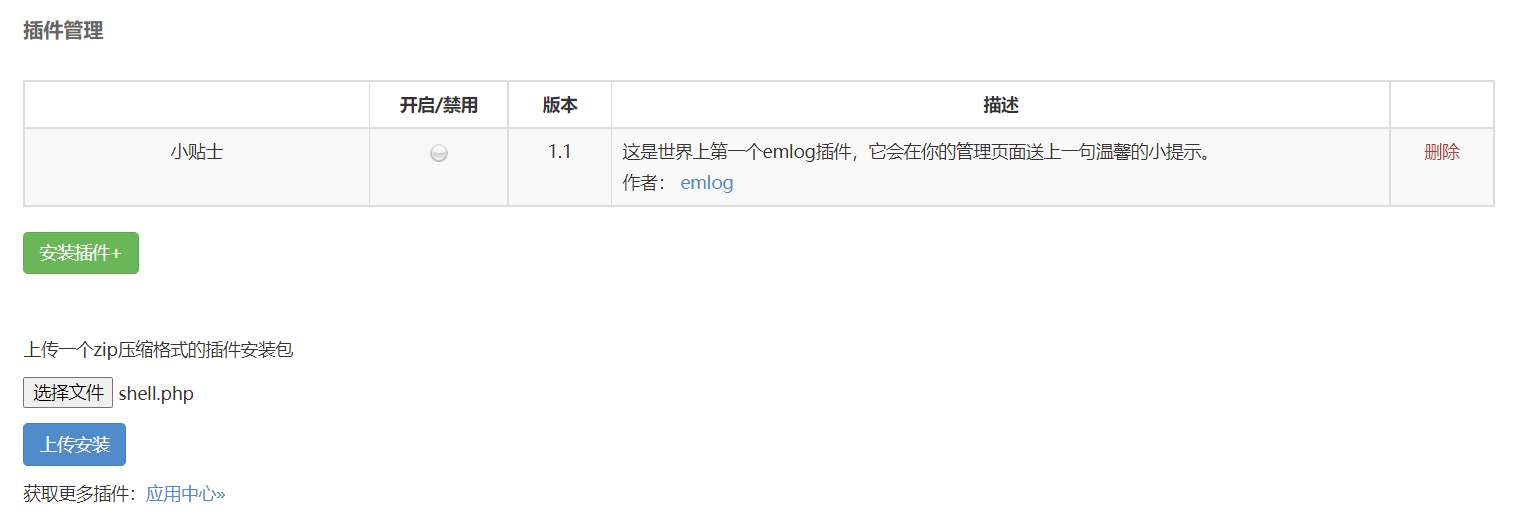 插件管理
开启/禁用 版本 描述
小贴士 1.1 这是世界上第一个emlog插件，它会在你的管理页面送上一句温馨的小提示。 删除
作者： emlog
安装插件+
上传一个zip压缩格式的插件安装包
选择文件 shell.php
上传安装
获取更多插件：应用中心»